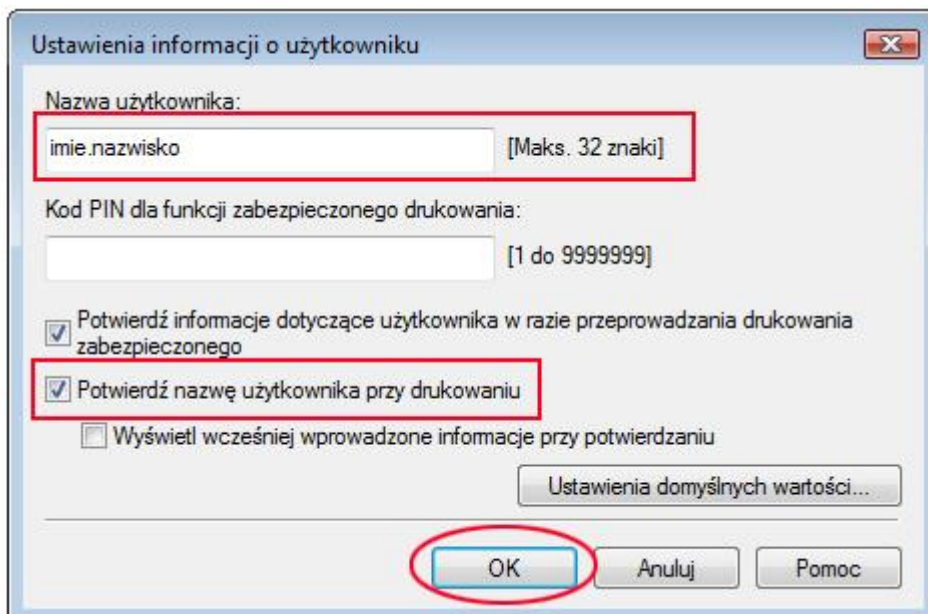 Ustawienia informacji o użytkowniku
Nazwa użytkownika:
imie.nazwisko [Maks. 32 znaki]
Kod PIN dla funkcji zabezpieczonego drukowania:
[1 do 9999999]
Potwierdź informacje dotyczące użytkownika w razie przeprowadzania drukowania
zabezpieczonego
Potwierdź nazwę użytkownika przy drukowaniu
Wyświetl wcześniej wprowadzone informacje przy potwierdzaniu
Ustawienia domyślnych wartości...
OK Anuluj Pomoc